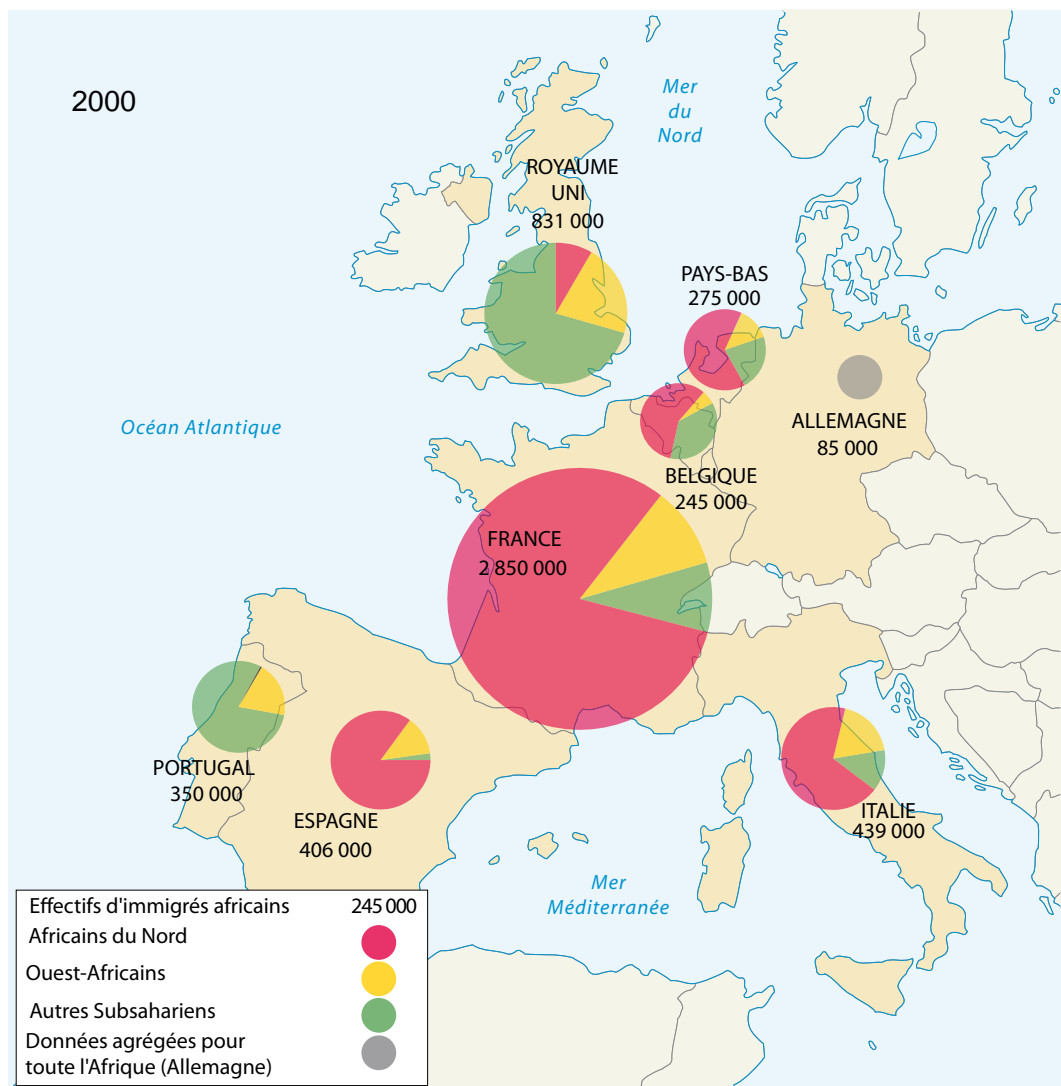 2000
Mer
du
Nord
ROYAUME
UNI
831 000
PAYS-BAS
275 000
Océan Atlantique
ALLEMAGNE
85 000
BELGIQUE
245 000
FRANCE
2 850 000
PORTUGAL
350 000
ESPAGNE
406 000
ITALIE
439 000
Mer
Méditerranée
Effectifs d'immigrés africains 245 000
Africains du Nord
Ouest-Africains
Autres Subsahariens
Données agrégées pour
toute l'Afrique (Allemagne)